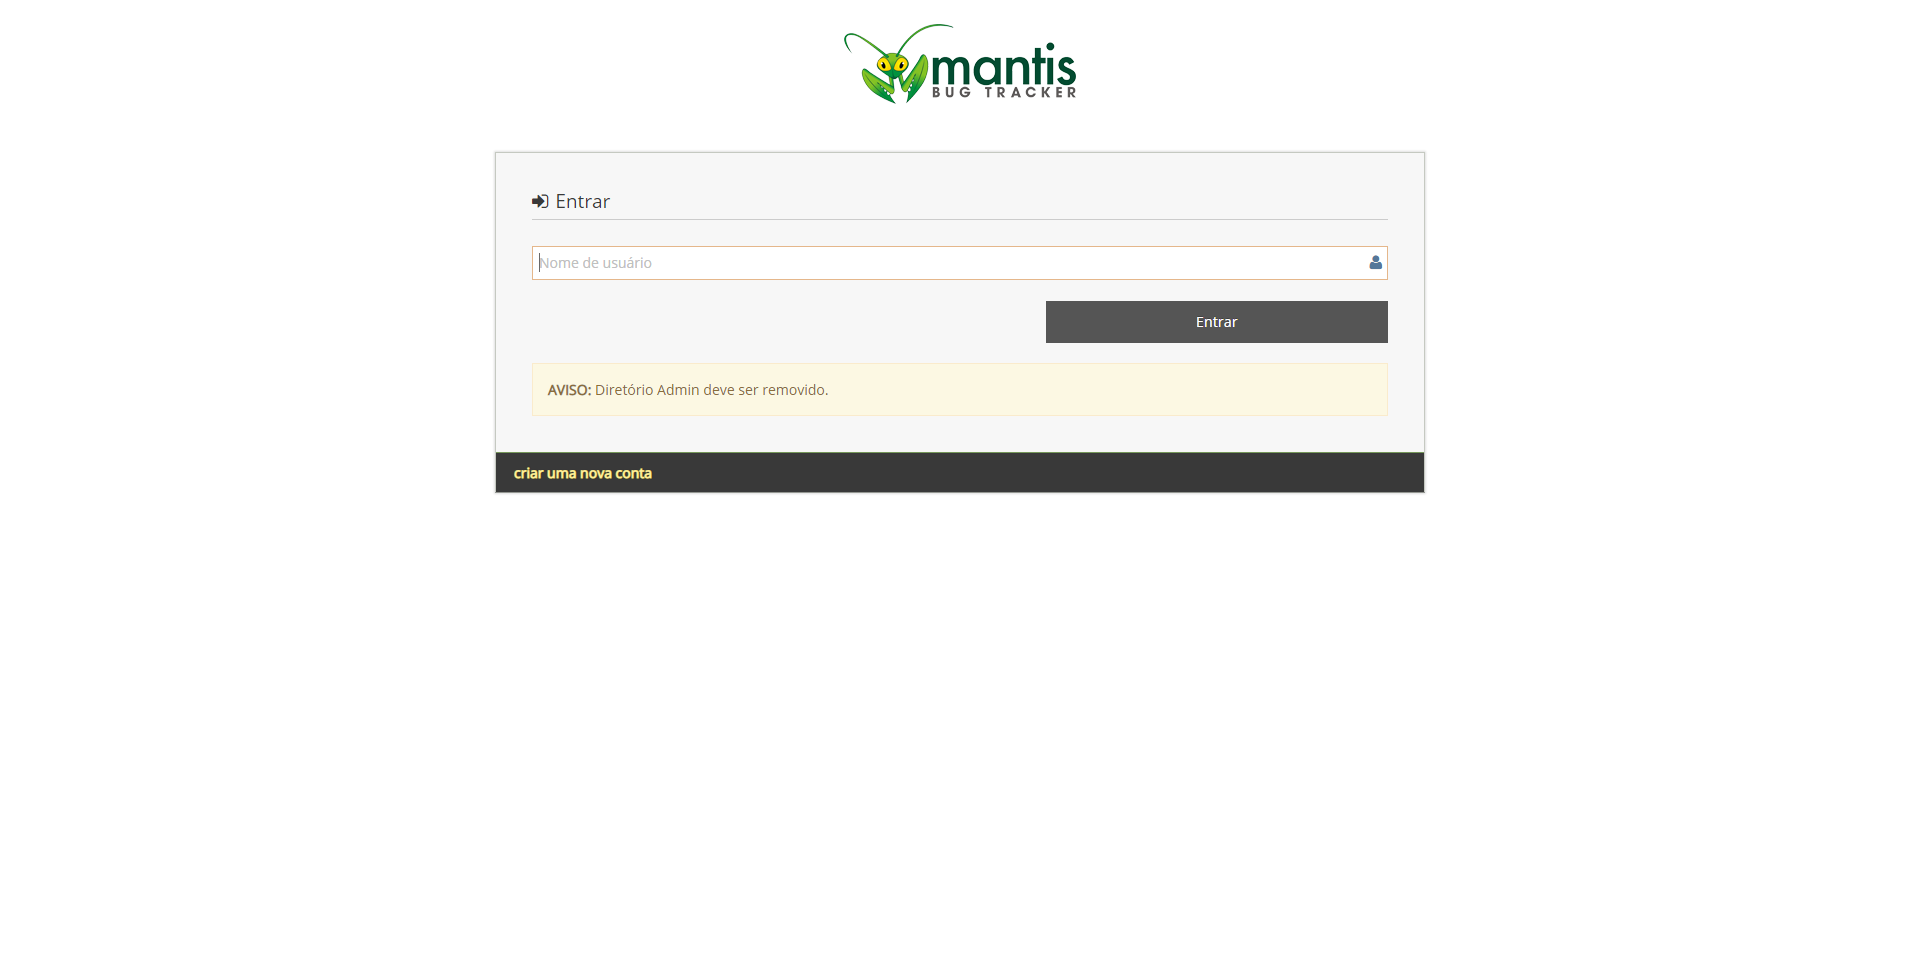 mantis
BUG TRACKER
Entrar
Nome de usuário
Entrar
AVISO: Diretório Admin deve ser removido.
criar uma nova conta